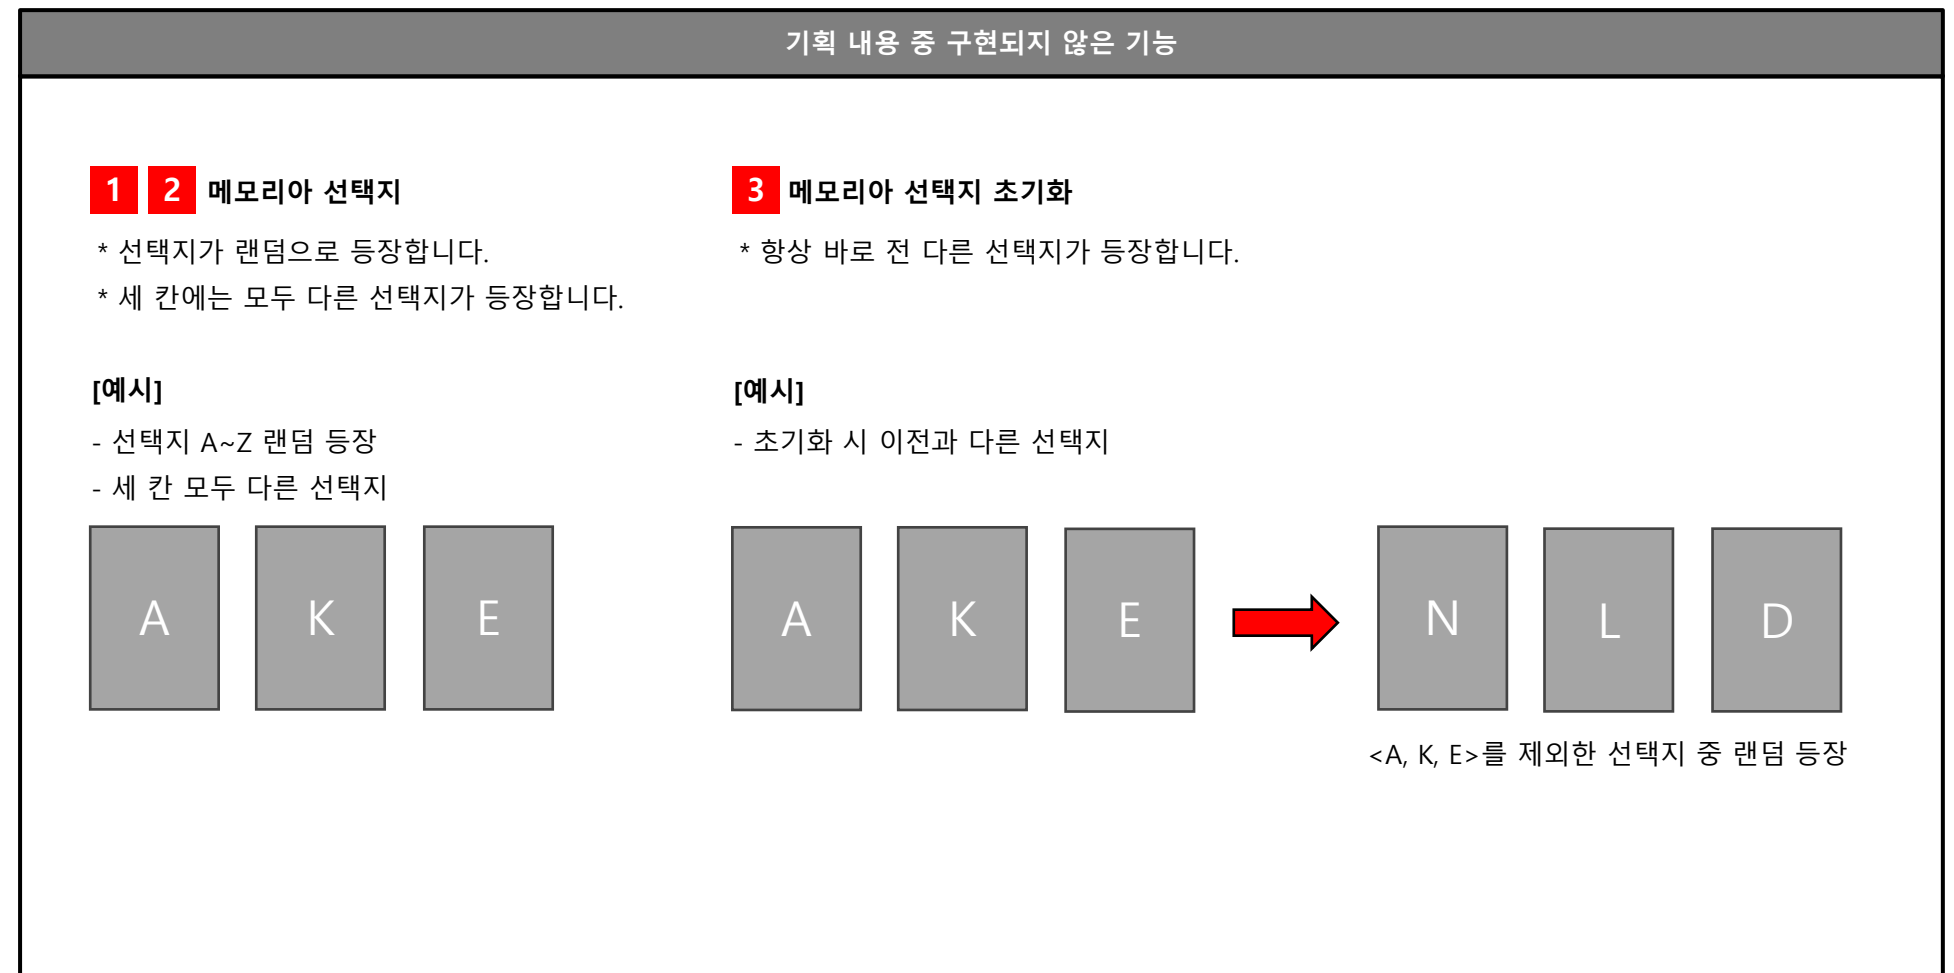 기획 내용 중 구현되지 않은 기능
1 2 메모리아 선택지
* 선택지가 랜덤으로 등장합니다.
* 세 칸에는 모두 다른 선택지가 등장합니다.
[예시]
- 선택지 A~Z 랜덤 등장
- 세 칸 모두 다른 선택지
A K E
3 메모리아 선택지 초기화
* 항상 바로 전 다른 선택지가 등장합니다.
[예시]
- 초기화 시 이전과 다른 선택지
A K E N L D
<A, K, E>를 제외한 선택지 중 랜덤 등장